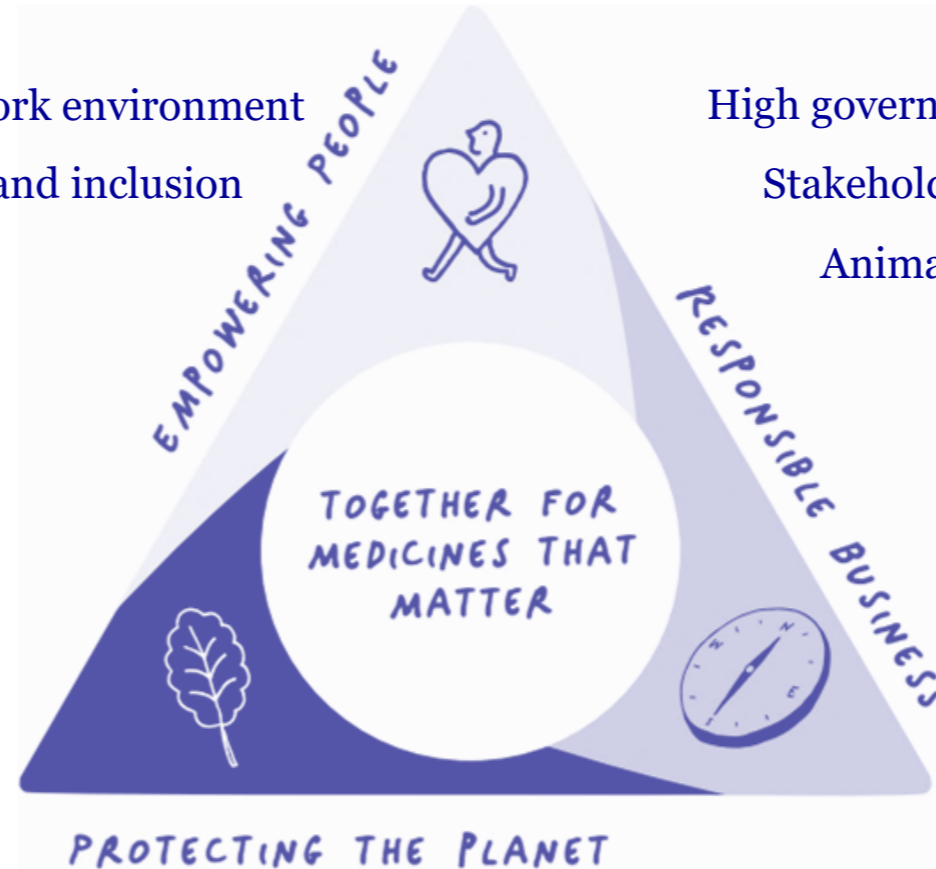 ork environment
and inclusion
High govern
Stakehol
Anima
EMPOWERING PEOPLE
RESPONSIBLE BUSINESS
TOGETHER FOR
MEDICINES THAT
MATTER
N
W
E
S
PROTECTING THE PLANET